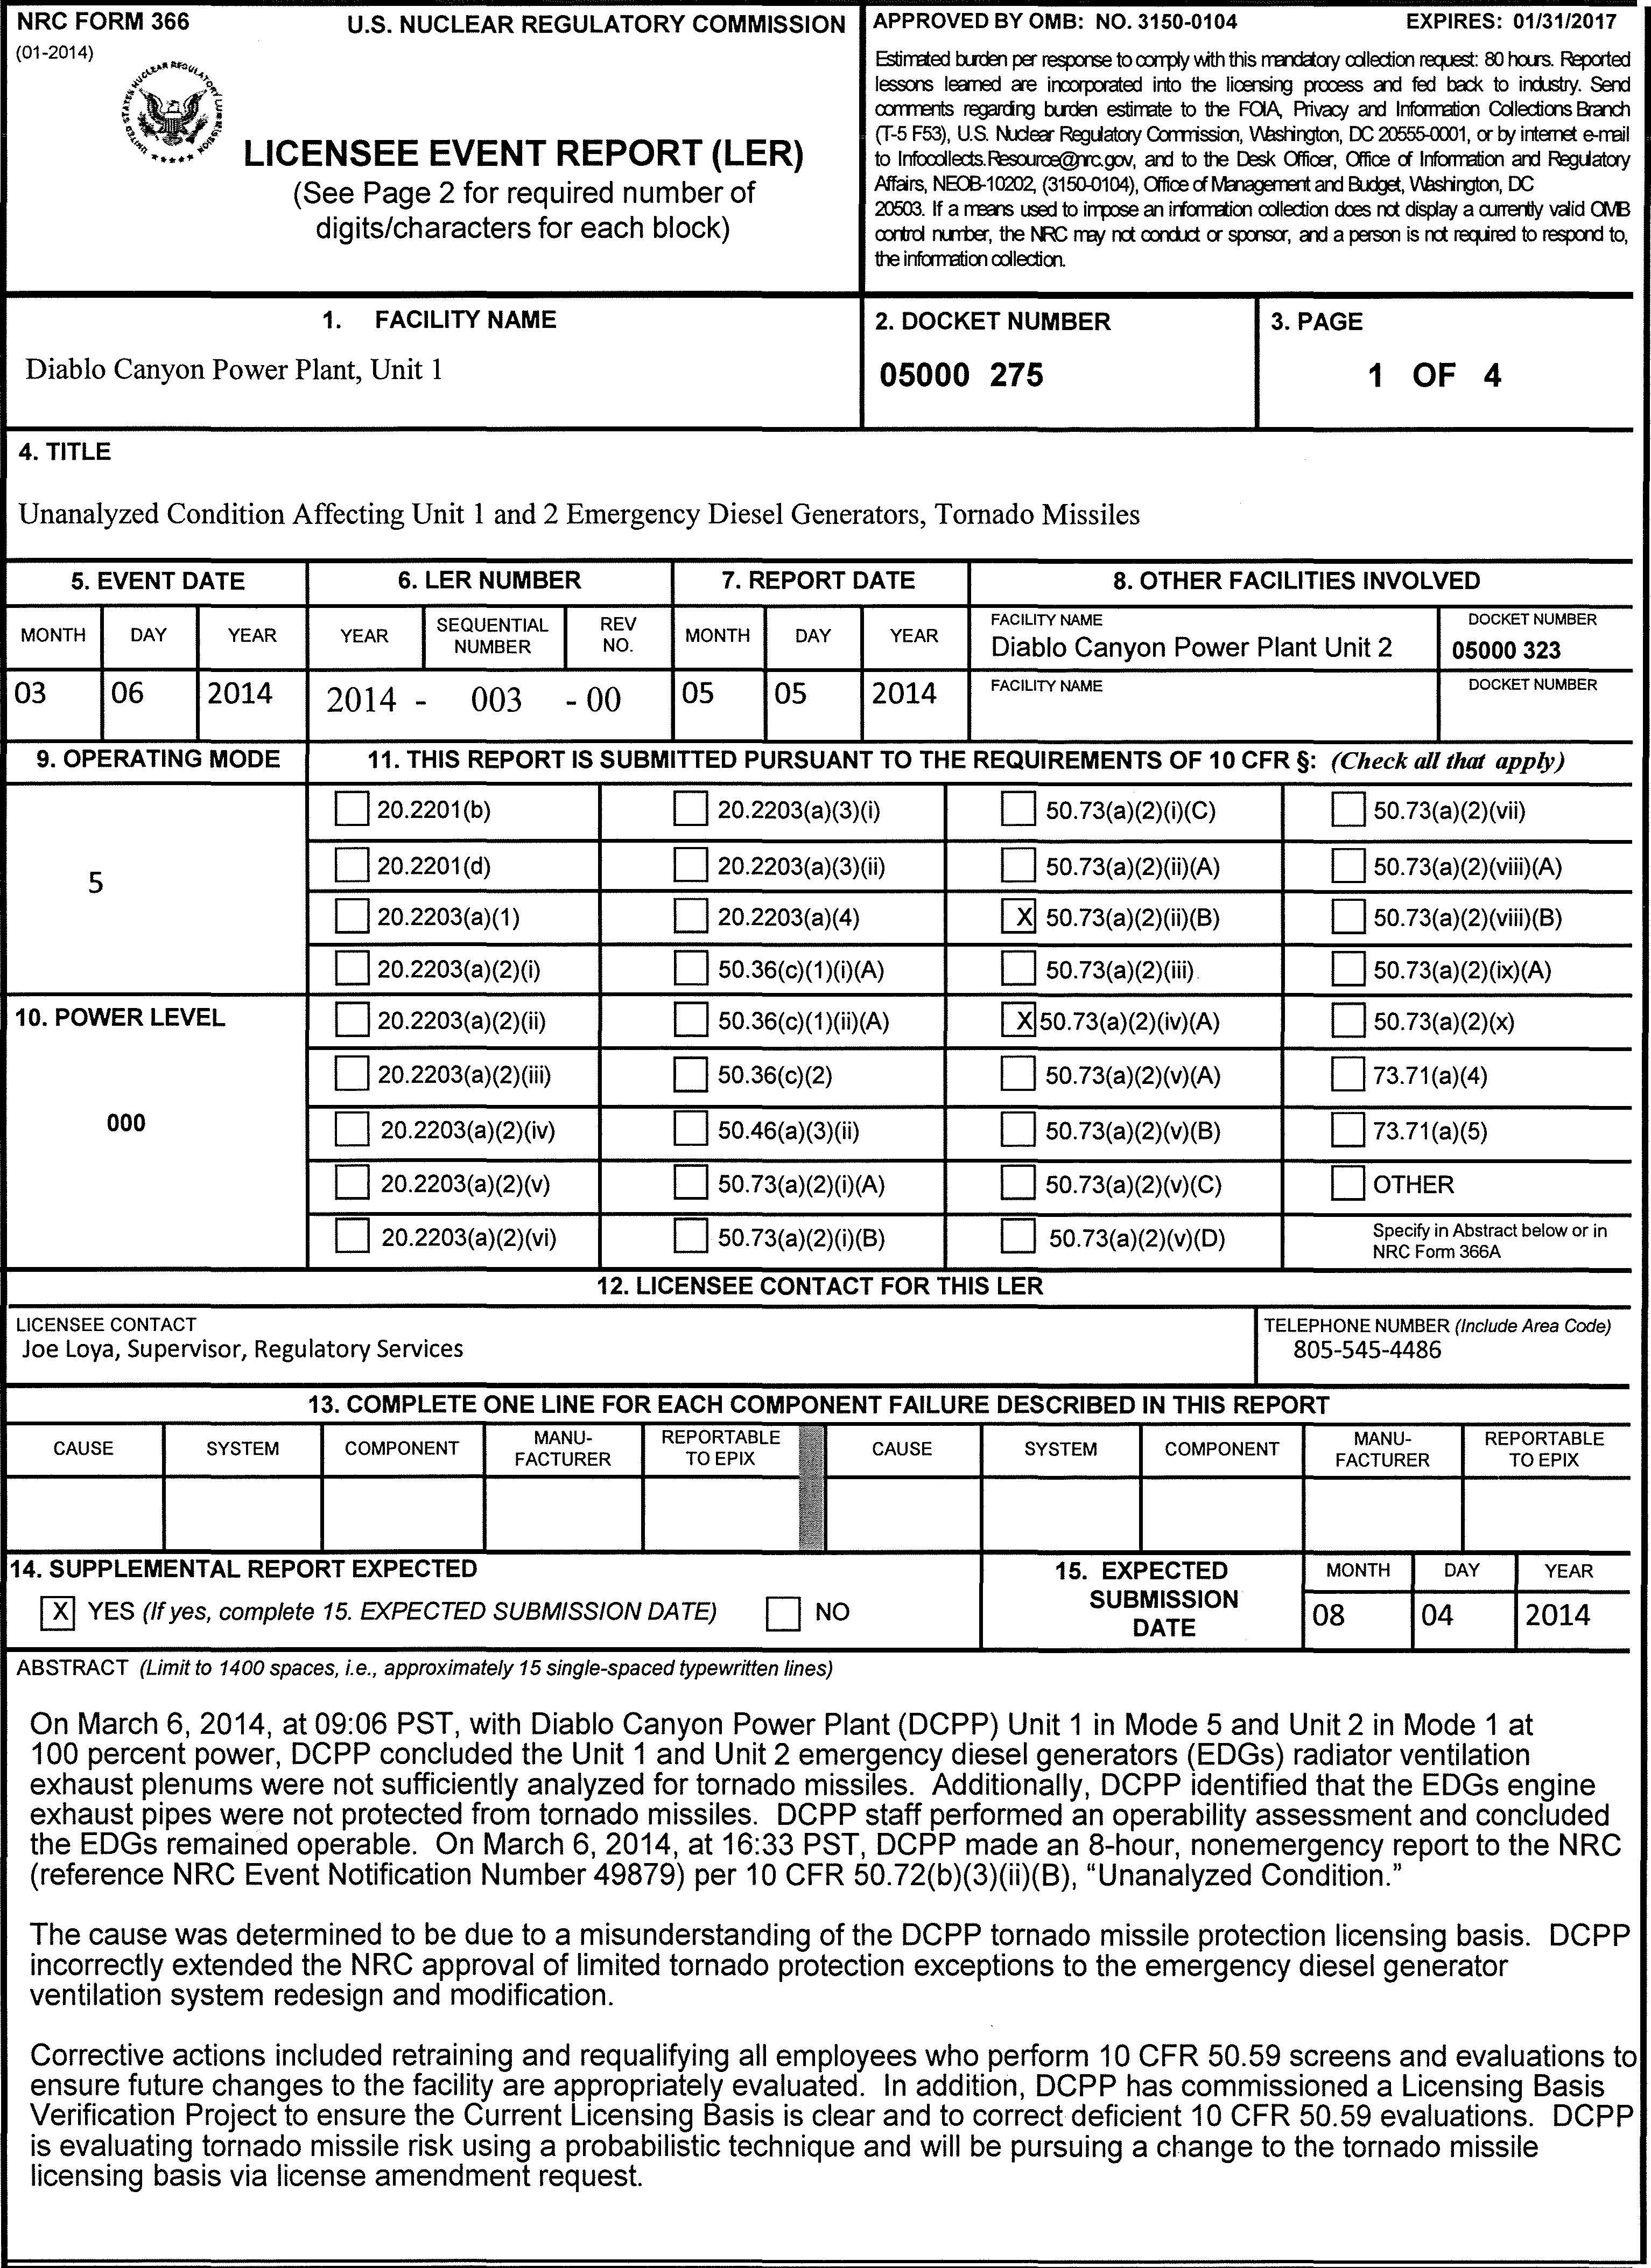 NRC FORM 366
(01-2014)
U.S. NUCLEAR REGULATORY COMMISSION
UNITED STATES NUCLEAR REGULATORY COMMISSION
LICENSEE EVENT REPORT (LER)
(See Page 2 for required number of
digits/characters for each block)
APPROVED BY OMB: NO. 3150-0104 EXPIRES: 01/31/2017
Estimated burden per response to comply with this mandatory collection request: 80 hours. Reported
lessons learned are incorporated into the licensing process and fed back to industry. Send
comments regarding burden estimate to the FOIA, Privacy and Information Collections Branch
(T-5 F53), U.S. Nuclear Regulatory Commission, Washington, DC 20555-0001, or by internet e-mail
to Infocollects.Resource@nrc.gov, and to the Desk Officer, Office of Information and Regulatory
Affairs, NEOB-10202, (3150-0104), Office of Management and Budget, Washington, DC
20503. If a means used to impose an information collection does not display a currently valid OMB
control number, the NRC may not conduct or sponsor, and a person is not required to respond to,
the information collection.
1. FACILITY NAME
Diablo Canyon Power Plant, Unit 1
2. DOCKET NUMBER
05000 275
3. PAGE
1 OF 4
4. TITLE
Unanalyzed Condition Affecting Unit 1 and 2 Emergency Diesel Generators, Tornado Missiles
5. EVENT DATE 6. LER NUMBER 7. REPORT DATE 8. OTHER FACILITIES INVOLVED
MONTH DAY YEAR YEAR SEQUENTIAL NUMBER REV NO. MONTH DAY YEAR FACILITY NAME DOCKET NUMBER
Diablo Canyon Power Plant Unit 2 05000 323
03 06 2014 2014 - 003 - 00 05 05 2014 FACILITY NAME DOCKET NUMBER
9. OPERATING MODE 11. THIS REPORT IS SUBMITTED PURSUANT TO THE REQUIREMENTS OF 10 CFR §: (Check all that apply)
5
20.2201(b) 20.2203(a)(3)(i) 50.73(a)(2)(i)(C) 50.73(a)(2)(vii)
20.2201(d) 20.2203(a)(3)(ii) 50.73(a)(2)(ii)(A) 50.73(a)(2)(viii)(A)
20.2203(a)(1) 20.2203(a)(4) X 50.73(a)(2)(ii)(B) 50.73(a)(2)(viii)(B)
20.2203(a)(2)(i) 50.36(c)(1)(i)(A) 50.73(a)(2)(iii) 50.73(a)(2)(ix)(A)
10. POWER LEVEL
000
20.2203(a)(2)(ii) 50.36(c)(1)(ii)(A) X 50.73(a)(2)(iv)(A) 50.73(a)(2)(x)
20.2203(a)(2)(iii) 50.36(c)(2) 50.73(a)(2)(v)(A) 73.71(a)(4)
20.2203(a)(2)(iv) 50.46(a)(3)(ii) 50.73(a)(2)(v)(B) 73.71(a)(5)
20.2203(a)(2)(v) 50.73(a)(2)(i)(A) 50.73(a)(2)(v)(C) OTHER
20.2203(a)(2)(vi) 50.73(a)(2)(i)(B) 50.73(a)(2)(v)(D) Specify in Abstract below or in
NRC Form 366A
12. LICENSEE CONTACT FOR THIS LER
LICENSEE CONTACT TELEPHONE NUMBER (Include Area Code)
Joe Loya, Supervisor, Regulatory Services 805-545-4486
13. COMPLETE ONE LINE FOR EACH COMPONENT FAILURE DESCRIBED IN THIS REPORT
CAUSE SYSTEM COMPONENT MANU-FACTURER REPORTABLE TO EPIX CAUSE SYSTEM COMPONENT MANU-FACTURER REPORTABLE TO EPIX
14. SUPPLEMENTAL REPORT EXPECTED
X YES (If yes, complete 15. EXPECTED SUBMISSION DATE) NO
15. EXPECTED
SUBMISSION
DATE
MONTH DAY YEAR
08 04 2014
ABSTRACT (Limit to 1400 spaces, i.e., approximately 15 single-spaced typewritten lines)
On March 6, 2014, at 09:06 PST, with Diablo Canyon Power Plant (DCPP) Unit 1 in Mode 5 and Unit 2 in Mode 1 at
100 percent power, DCPP concluded the Unit 1 and Unit 2 emergency diesel generators (EDGs) radiator ventilation
exhaust plenums were not sufficiently analyzed for tornado missiles. Additionally, DCPP identified that the EDGs engine
exhaust pipes were not protected from tornado missiles. DCPP staff performed an operability assessment and concluded
the EDGs remained operable. On March 6, 2014, at 16:33 PST, DCPP made an 8-hour, nonemergency report to the NRC
(reference NRC Event Notification Number 49879) per 10 CFR 50.72(b)(3)(ii)(B), “Unanalyzed Condition.”
The cause was determined to be due to a misunderstanding of the DCPP tornado missile protection licensing basis. DCPP
incorrectly extended the NRC approval of limited tornado protection exceptions to the emergency diesel generator
ventilation system redesign and modification.
Corrective actions included retraining and requalifying all employees who perform 10 CFR 50.59 screens and evaluations to
ensure future changes to the facility are appropriately evaluated. In addition, DCPP has commissioned a Licensing Basis
Verification Project to ensure the Current Licensing Basis is clear and to correct deficient 10 CFR 50.59 evaluations. DCPP
is evaluating tornado missile risk using a probabilistic technique and will be pursuing a change to the tornado missile
licensing basis via license amendment request.